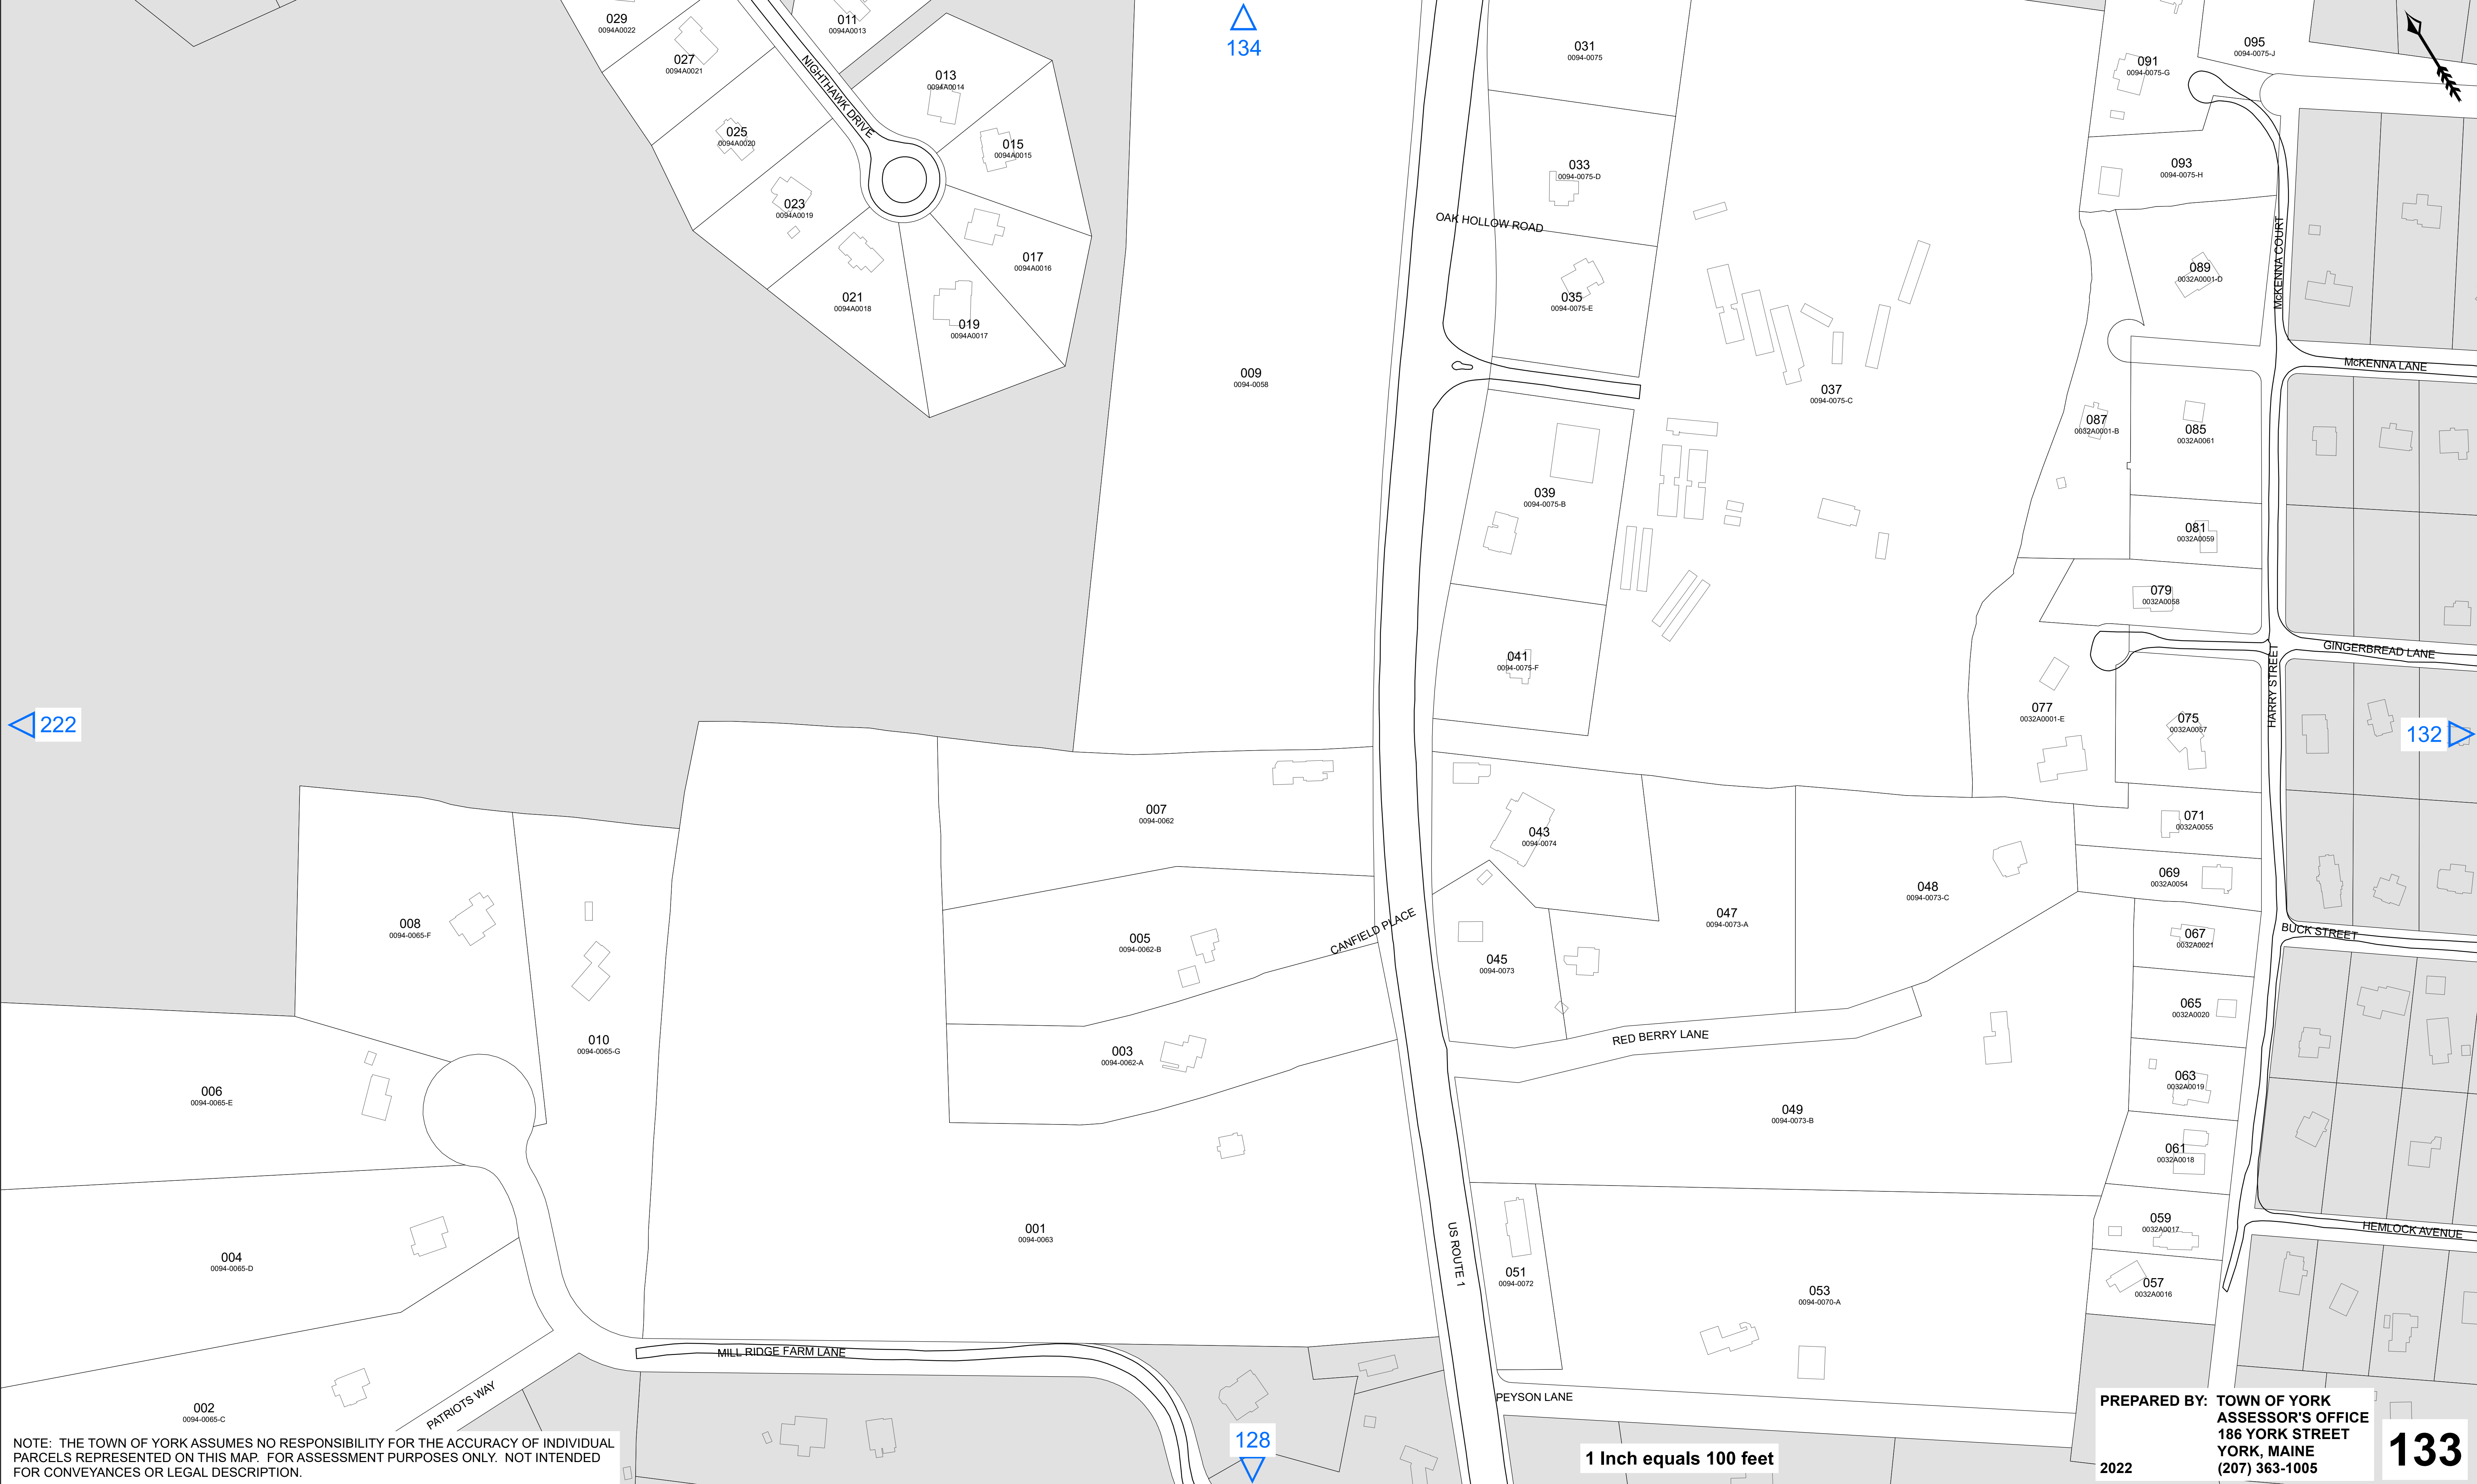 029
0094A0022
011
0094A0013
134
031
0094-0075
095
0094-0075-J
027
0094A0021
091
0094-0075-G
013
0094A0014
NIGHTHAWK DRIVE
025
0094A0020
015
0094A0015
033
0094-0075-D
093
0094-0075-H
023
0094A0019
OAK HOLLOW ROAD
McKENNA COURT
017
0094A0016
089
0032A0001-D
021
0094A0018
035
0094-0075-E
019
0094A0017
McKENNA LANE
009
0094-0058
037
0094-0075-C
087
0032A0001-B
085
0032A0061
039
0094-0075-B
081
0032A0059
079
0032A0058
041
0094-0075-F
GINGERBREAD LANE
HARRY STREET
222
077
0032A0001-E
075
0032A0057
132
007
0094-0062
043
0094-0074
071
0032A0055
069
0032A0054
048
0094-0073-C
047
0094-0073-A
008
0094-0065-F
CANFIELD PLACE
005
0094-0062-B
067
0032A0021
BUCK STREET
045
0094-0073
065
0032A0020
010
0094-0065-G
RED BERRY LANE
003
0094-0062-A
063
0032A0019
006
0094-0065-E
049
0094-0073-B
061
0032A0018
001
0094-0063
059
0032A0017
HEMLOCK AVENUE
US ROUTE 1
004
0094-0065-D
051
0094-0072
053
0094-0070-A
057
0032A0016
MILL RIDGE FARM LANE
PATRIOTS WAY
PEYSON LANE
002
0094-0065-C
128
NOTE: THE TOWN OF YORK ASSUMES NO RESPONSIBILITY FOR THE ACCURACY OF INDIVIDUAL
PARCELS REPRESENTED ON THIS MAP. FOR ASSESSMENT PURPOSES ONLY. NOT INTENDED
FOR CONVEYANCES OR LEGAL DESCRIPTION.
1 Inch equals 100 feet
PREPARED BY: TOWN OF YORK
ASSESSOR'S OFFICE
186 YORK STREET
YORK, MAINE
2022 (207) 363-1005
133